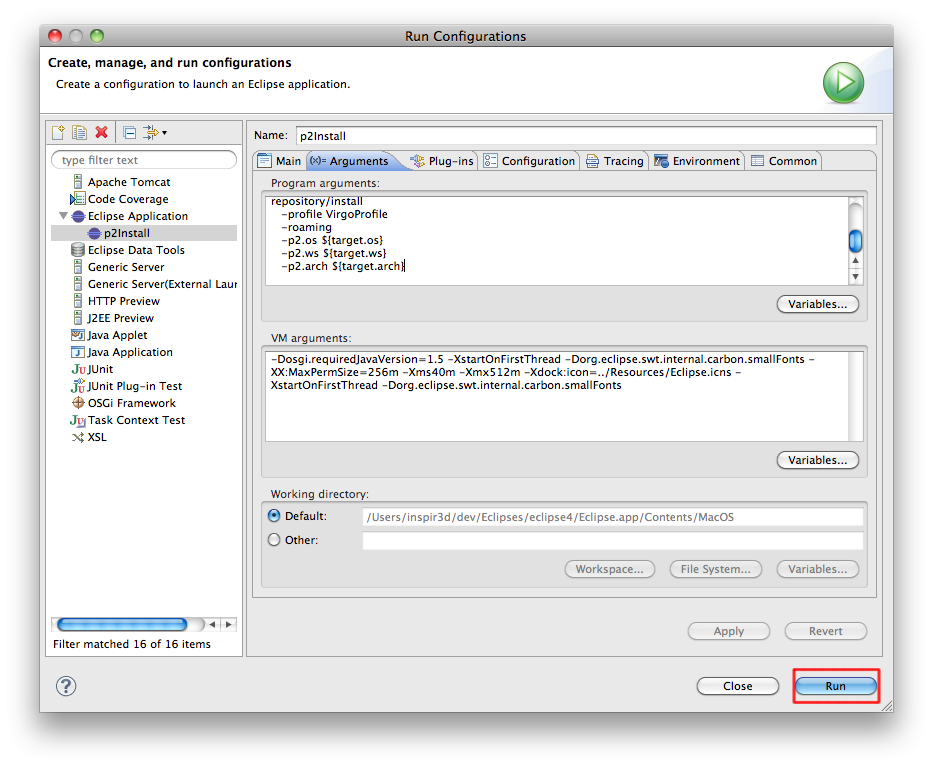 Run Configurations
Create, manage, and run configurations
Create a configuration to launch an Eclipse application.
type filter text
Apache Tomcat
Code Coverage
Eclipse Application
p2Install
Eclipse Data Tools
Generic Server
Generic Server(External Laun
HTTP Preview
J2EE Preview
Java Applet
Java Application
JUnit
JUnit Plug-in Test
OSGi Framework
Task Context Test
XSL
Filter matched 16 of 16 items
Name: p2Install
Main (x)= Arguments Plug-ins Configuration Tracing Environment Common
Program arguments:
repository/install
-profile VirgoProfile
-roaming
-p2.os ${target.os}
-p2.ws ${target.ws}
-p2.arch ${target.arch}
Variables...
VM arguments:
-Dosgi.requiredJavaVersion=1.5 -XstartOnFirstThread -Dorg.eclipse.swt.internal.carbon.smallFonts -
XX:MaxPermSize=256m -Xms40m -Xmx512m -Xdock:icon=../Resources/Eclipse.icns -
XstartOnFirstThread -Dorg.eclipse.swt.internal.carbon.smallFonts
Variables...
Working directory:
Default: /Users/inspir3d/dev/Eclipses/eclipse4/Eclipse.app/Contents/MacOS
Other:
Workspace... File System... Variables...
Apply Revert
? Close Run